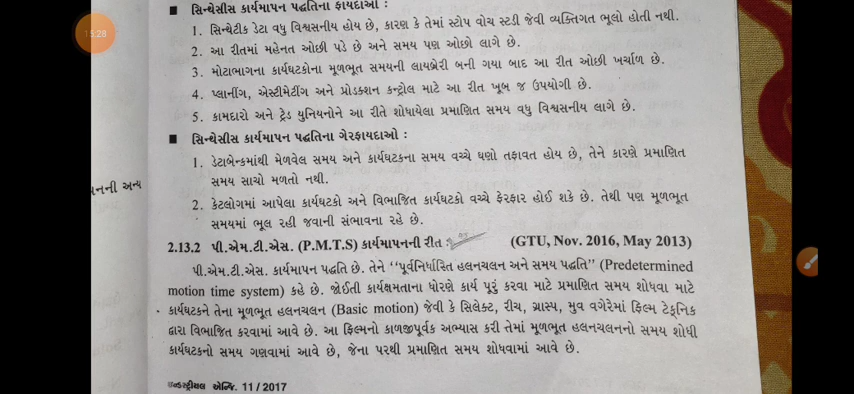 15:28
■ સિન્થેસીસ કાર્યમાપન પદ્ધતિના ફાયદાઓ :
1. સિન્થેટીક ડેટા વધુ વિશ્વસનીય હોય છે, કારણ કે તેમાં સ્ટોપ વોચ સ્ટડી જેવી વ્યક્તિગત ભૂલો હોતી નથી.
2. આ રીતમાં મહેનત ઓછી પડે છે અને સમય પણ ઓછો લાગે છે.
3. મોટાભાગના કાર્યઘટકોના મૂળભૂત સમયની લાયબ્રેરી બની ગયા બાદ આ રીત ઓછી ખર્ચાળ છે.
4. પ્લાનીંગ, એસ્ટીમેટીંગ અને પ્રોડકશન કન્ટ્રોલ માટે આ રીત ખૂબ જ ઉપયોગી છે.
5. કામદારો અને ટ્રેડ યુનિયનોને આ રીતે શોધાયેલા પ્રમાણિત સમય વધુ વિશ્વસનીય લાગે છે.
■ સિન્થેસીસ કાર્યમાપન પદ્ધતિના ગેરફાયદાઓ :
1. ડેટાબેન્કમાંથી મેળવેલ સમય અને કાર્યઘટકના સમય વચ્ચે ઘણો તફાવત હોય છે, તેને કારણે પ્રમાણિત
સમય સાચો મળતો નથી.
પનની અન્ય
2. કેટલોગમાં આપેલા કાર્યઘટકો અને વિભાજિત કાર્યઘટકો વચ્ચે ફેરફાર હોઈ શકે છે. તેથી પણ મૂળભૂત
સમયમાં ભૂલ રહી જવાની સંભાવના રહે છે.
2.13.2 પી.એમ.ટી.એસ. (P.M.T.S) કાર્યમાપનની રીત : (GTU, Nov. 2016, May 2013)
પી.એમ.ટી.એસ. કાર્યમાપન પદ્ધતિ છે. તેને ‘‘પૂર્વનિર્ધારિત હલનચલન અને સમય પદ્ધતિ’’ (Predetermined
motion time system) કહે છે. જોઈતી કાર્યક્ષમતાના ધોરણે કાર્ય પૂરું કરવા માટે પ્રમાણિત સમય શોધવા માટે
કાર્યઘટકને તેના મૂળભૂત હલનચલન (Basic motion) જેવી કે સિલેક્ટ, રીચ, ગ્રાસ્પ, મુવ વગેરેમાં ફિલ્મ ટેક્નિક
દ્વારા વિભાજિત કરવામાં આવે છે. આ ફિલ્મનો કાળજીપૂર્વક અભ્યાસ કરી તેમાં મૂળભૂત હલનચલનનો સમય શોધી
કાર્યઘટકનો સમય ગણવામાં આવે છે, જેના પરથી પ્રમાણિત સમય શોધવામાં આવે છે.
ઇન્ડસ્ટ્રીયલ એન્જિ. 11 / 2017